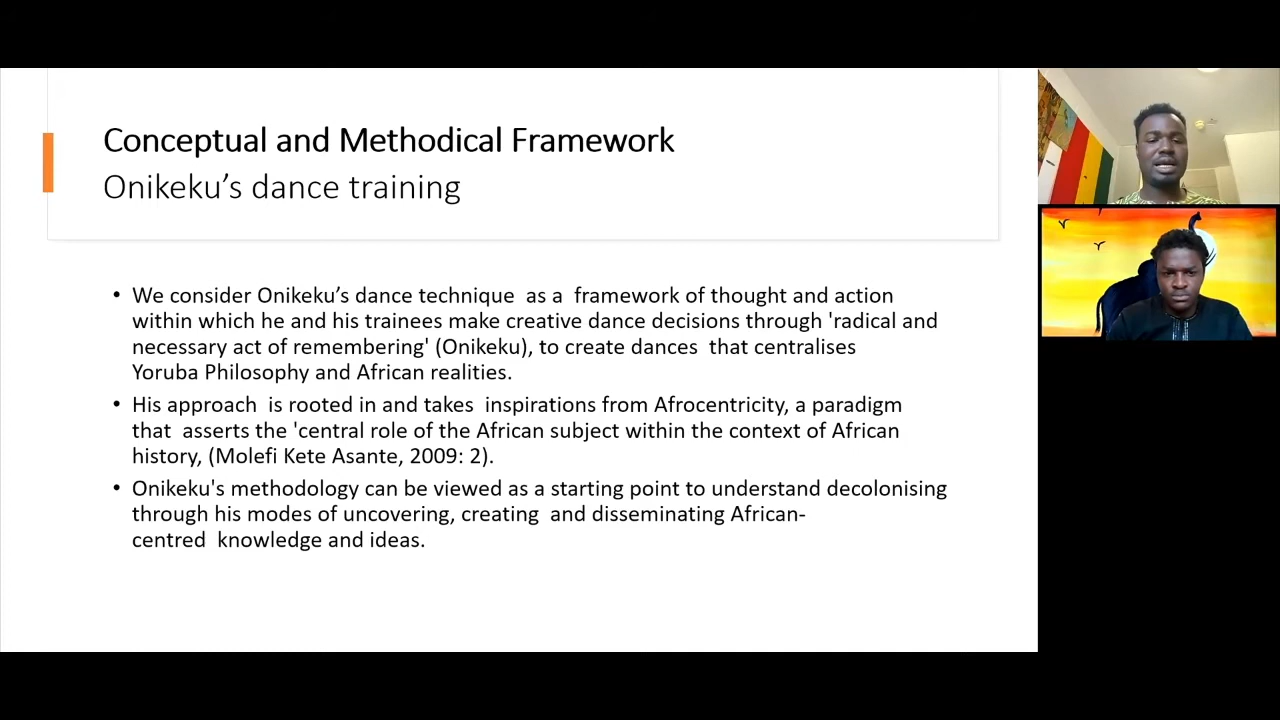 Conceptual and Methodical Framework
Onikeku’s dance training
• We consider Onikeku’s dance technique as a framework of thought and action
within which he and his trainees make creative dance decisions through 'radical and
necessary act of remembering' (Onikeku), to create dances that centralises
Yoruba Philosophy and African realities.
• His approach is rooted in and takes inspirations from Afrocentricity, a paradigm
that asserts the 'central role of the African subject within the context of African
history, (Molefi Kete Asante, 2009: 2).
• Onikeku's methodology can be viewed as a starting point to understand decolonising
through his modes of uncovering, creating and disseminating African-
centred knowledge and ideas.